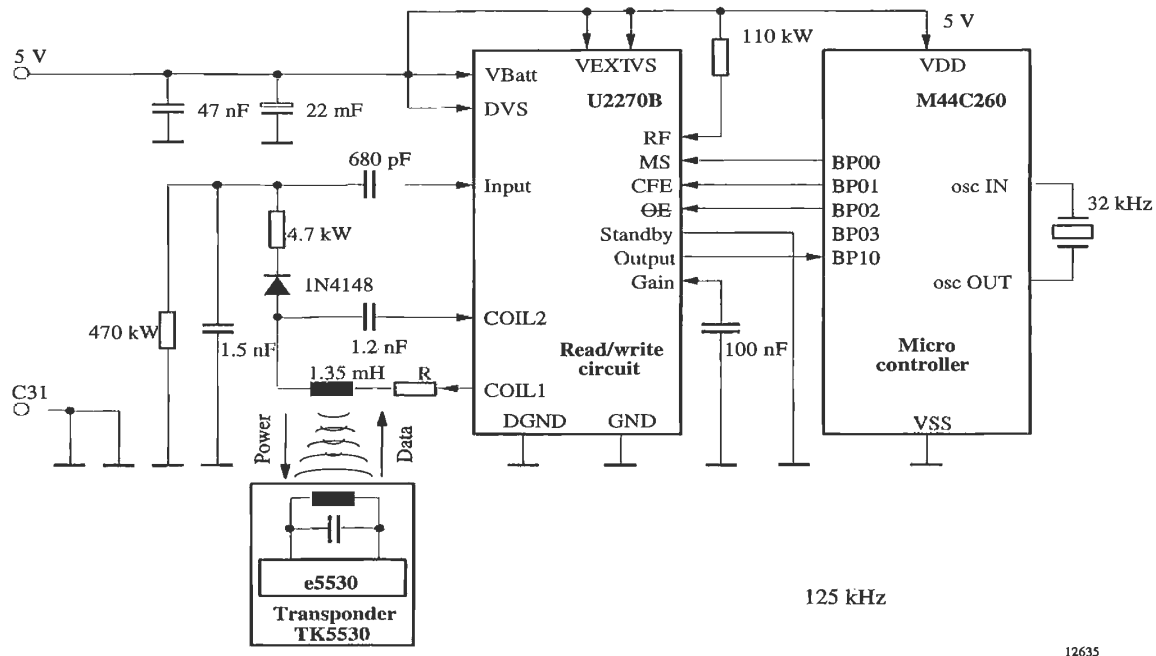 5 V
110 kW
5 V
VBatt
VEXTVS
VDD
47 nF
22 mF
DVS
U2270B
M44C260
RF
680 pF
MS
BP00
Input
CFE
BP01
osc IN
OE
BP02
32 kHz
4.7 kW
Standby
BP03
Output
BP10
1N4148
Gain
osc OUT
470 kW
COIL2
1.5 nF
1.2 nF
Read/write
circuit
100 nF
Micro
controller
1.35 mH
R
COIL1
C31
DGND
GND
VSS
Power
Data
e5530
Transponder
TK5530
125 kHz
12635